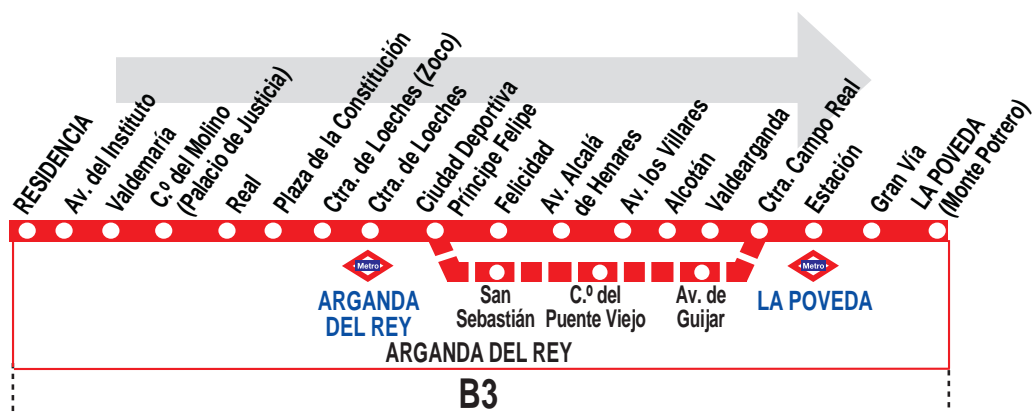 RESIDENCIA
Av. del Instituto
Valdemaría
C.º del Molino
(Palacio de Justicia)
Real
Plaza de la Constitución
Ctra. de Loeches (Zoco)
Ctra. de Loeches
Ciudad Deportiva
Príncipe Felipe
Felicidad
Av. Alcalá
de Henares
Av. los Villares
Alcotán
Valdearganda
Ctra. Campo Real
Estación
Gran Vía
LA POVEDA
(Monte Potrero)
Metro
ARGANDA
DEL REY
San
Sebastián
C.º del
Puente Viejo
Av. de
Guijar
Metro
LA POVEDA
ARGANDA DEL REY
B3